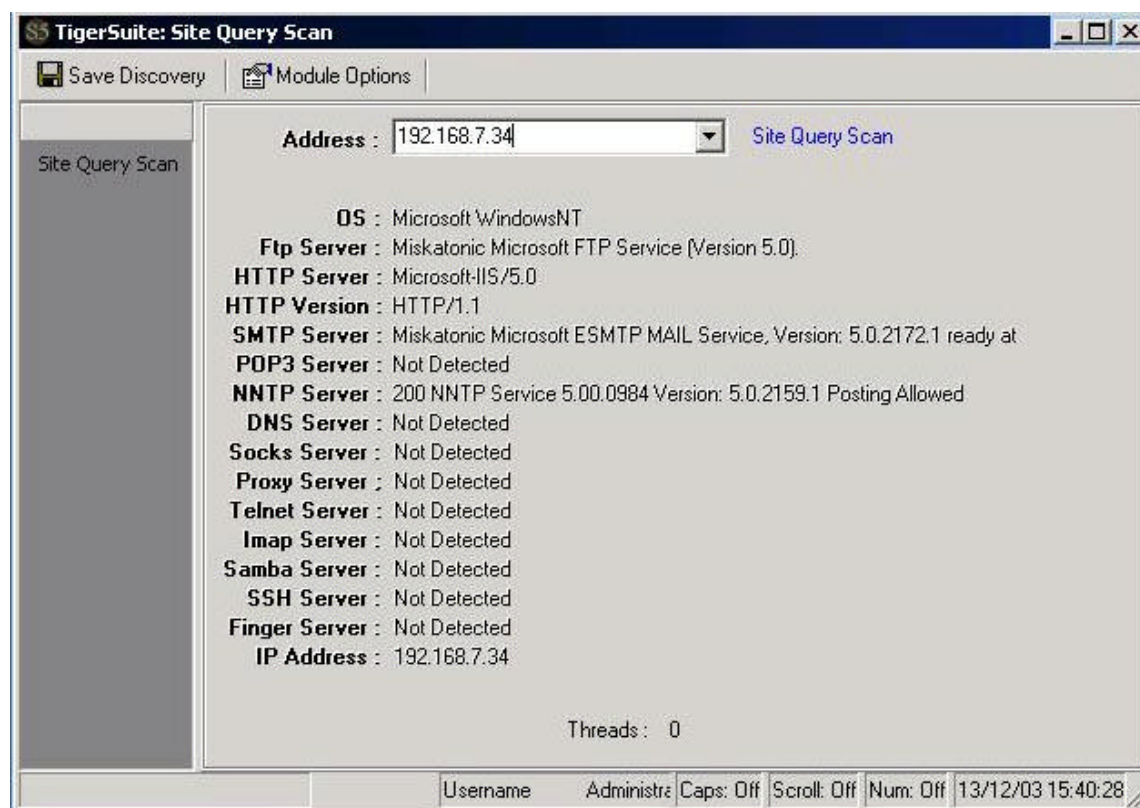 S5 TigerSuite: Site Query Scan
Save Discovery Module Options
Site Query Scan
Address : 192.168.7.34 Site Query Scan
OS : Microsoft WindowsNT
Ftp Server : Miskatonic Microsoft FTP Service (Version 5.0).
HTTP Server : Microsoft-IIS/5.0
HTTP Version : HTTP/1.1
SMTP Server : Miskatonic Microsoft ESMTP MAIL Service, Version: 5.0.2172.1 ready at
POP3 Server : Not Detected
NNTP Server : 200 NNTP Service 5.00.0984 Version: 5.0.2159.1 Posting Allowed
DNS Server : Not Detected
Socks Server : Not Detected
Proxy Server ; Not Detected
Telnet Server : Not Detected
Imap Server : Not Detected
Samba Server : Not Detected
SSH Server : Not Detected
Finger Server : Not Detected
IP Address : 192.168.7.34
Threads : 0
Username Administra Caps: Off Scroll: Off Num: Off 13/12/03 15:40:28